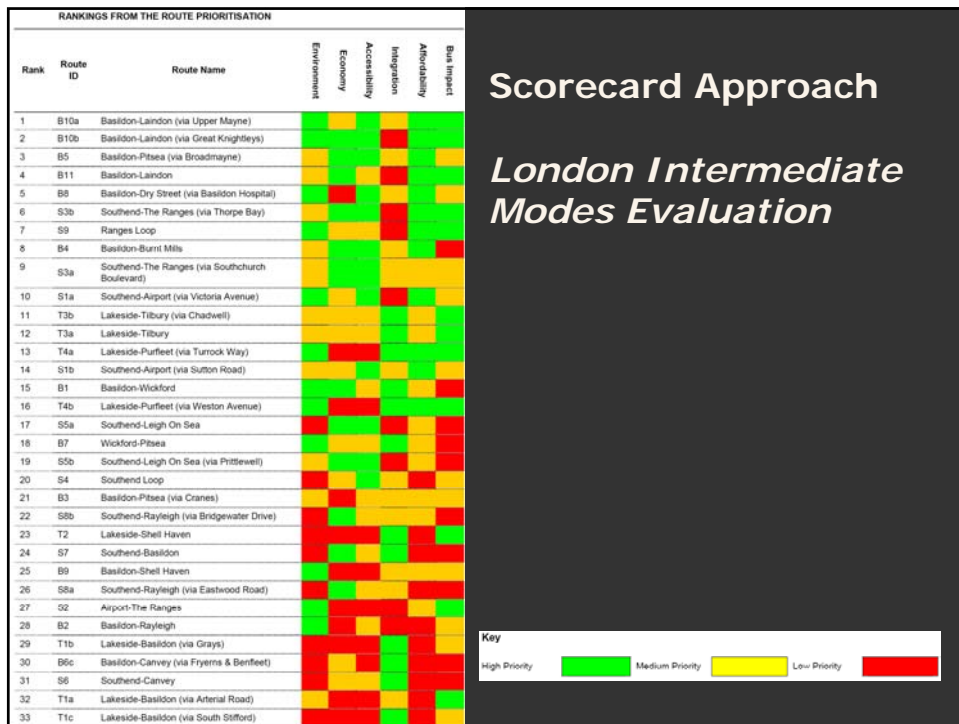 RANKINGS FROM THE ROUTE PRIORITISATION
Rank Route ID Route Name Environment Economy Accessibility Integration Affordability Bus Impact
1 B10a Basildon-Laindon (via Upper Mayne)
2 B10b Basildon-Laindon (via Great Knightleys)
3 B5 Basildon-Pitsea (via Broadmayne)
4 B11 Basildon-Laindon
5 B8 Basildon-Dry Street (via Basildon Hospital)
6 S3b Southend-The Ranges (via Thorpe Bay)
7 S9 Ranges Loop
8 B4 Basildon-Burnt Mills
9 S3a Southend-The Ranges (via Southchurch
Boulevard)
10 S1a Southend-Airport (via Victoria Avenue)
11 T3b Lakeside-Tilbury (via Chadwell)
12 T3a Lakeside-Tilbury
13 T4a Lakeside-Purfleet (via Turrock Way)
14 S1b Southend-Airport (via Sutton Road)
15 B1 Basildon-Wickford
16 T4b Lakeside-Purfleet (via Weston Avenue)
17 S5a Southend-Leigh On Sea
18 B7 Wickford-Pitsea
19 S5b Southend-Leigh On Sea (via Prittlewell)
20 S4 Southend Loop
21 B3 Basildon-Pitsea (via Cranes)
22 S8b Southend-Rayleigh (via Bridgewater Drive)
23 T2 Lakeside-Shell Haven
24 S7 Southend-Basildon
25 B9 Basildon-Shell Haven
26 S8a Southend-Rayleigh (via Eastwood Road)
27 S2 Airport-The Ranges
28 B2 Basildon-Rayleigh
29 T1b Lakeside-Basildon (via Grays)
30 B6c Basildon-Canvey (via Fryerns & Benfleet)
31 S6 Southend-Canvey
32 T1a Lakeside-Basildon (via Arterial Road)
33 T1c Lakeside-Basildon (via South Stifford)
Scorecard Approach
London Intermediate
Modes Evaluation
Key
High Priority Medium Priority Low Priority